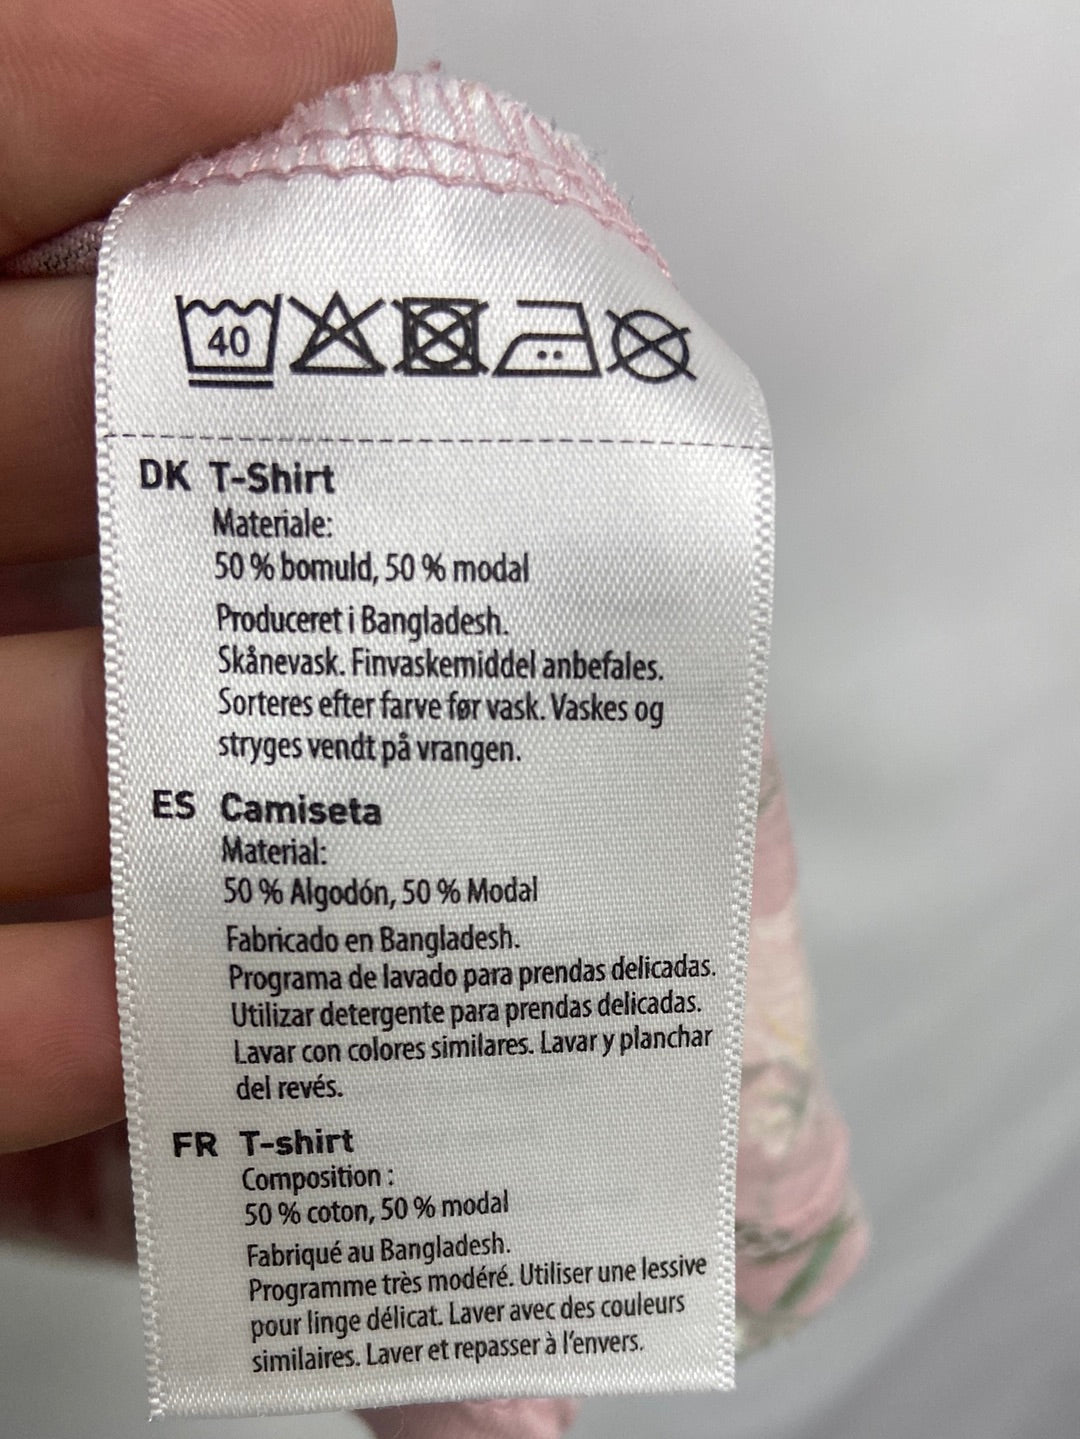 40
DK T-Shirt
Materiale:
50 % bomuld, 50 % modal
Produceret i Bangladesh.
Skånevask. Finvaskemiddel anbefales.
Sorteres efter farve før vask. Vaskes og
stryges vendt på vrangen.
ES Camiseta
Material:
50 % Algodón, 50 % Modal
Fabricado en Bangladesh.
Programa de lavado para prendas delicadas.
Utilizar detergente para prendas delicadas.
Lavar con colores similares. Lavar y planchar
del revés.
FR T-shirt
Composition :
50 % coton, 50 % modal
Fabriqué au Bangladesh.
Programme très modéré. Utiliser une lessive
pour linge délicat. Laver avec des couleurs
similaires. Laver et repasser à l'envers.